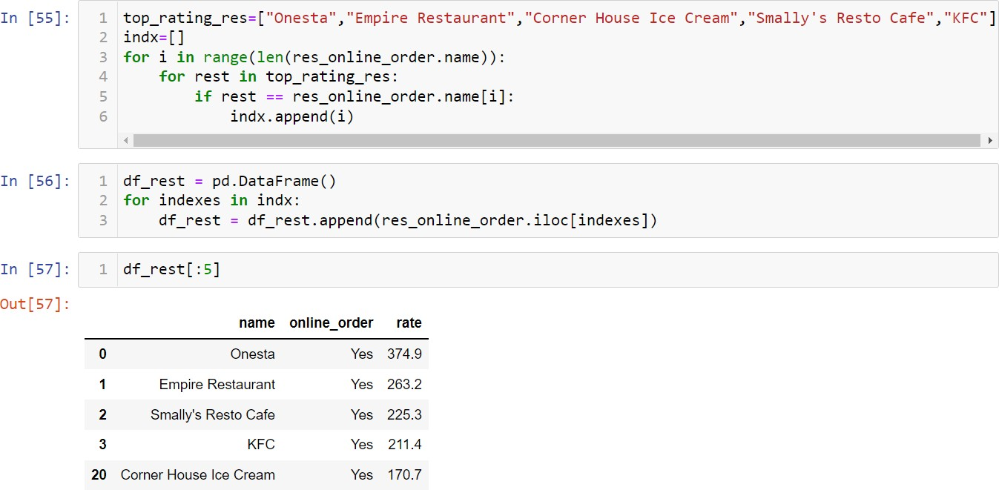 In [55]:
1 top_rating_res=["Onesta","Empire Restaurant","Corner House Ice Cream","Smally's Resto Cafe","KFC"]
2 indx=[]
3 for i in range(len(res_online_order.name)):
4     for rest in top_rating_res:
5         if rest == res_online_order.name[i]:
6             indx.append(i)
In [56]:
1 df_rest = pd.DataFrame()
2 for indexes in indx:
3     df_rest = df_rest.append(res_online_order.iloc[indexes])
In [57]:
1 df_rest[:5]
Out[57]:
name online_order rate
0 Onesta Yes 374.9
1 Empire Restaurant Yes 263.2
2 Smally's Resto Cafe Yes 225.3
3 KFC Yes 211.4
20 Corner House Ice Cream Yes 170.7